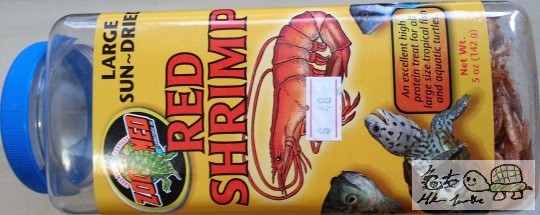 LARGE
SUN~DRIED
RED
SHRIMP
ZOO MED
$ 48
An excellent high
protein treat for all
large size tropical fish
and aquatic turtles
Net Wt.
5 oz (142 g)